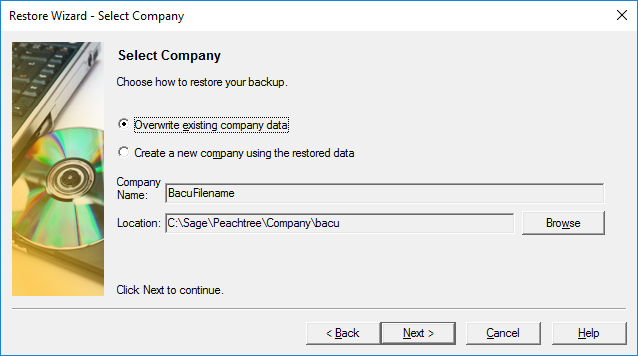 Restore Wizard - Select Company
Select Company
Choose how to restore your backup.
Overwrite existing company data
Create a new company using the restored data
Company
Name:
BacuFilename
Location:
C:\Sage\Peachtree\Company\bacu
Browse
Click Next to continue.
< Back
Next >
Cancel
Help